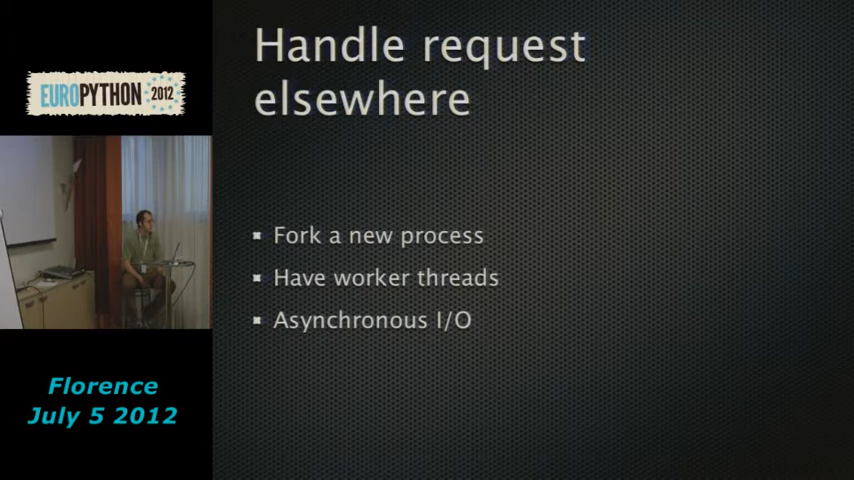 Handle request
elsewhere
EUROPYTHON 2012
Fork a new process
Have worker threads
Asynchronous I/O
Florence
July 5 2012